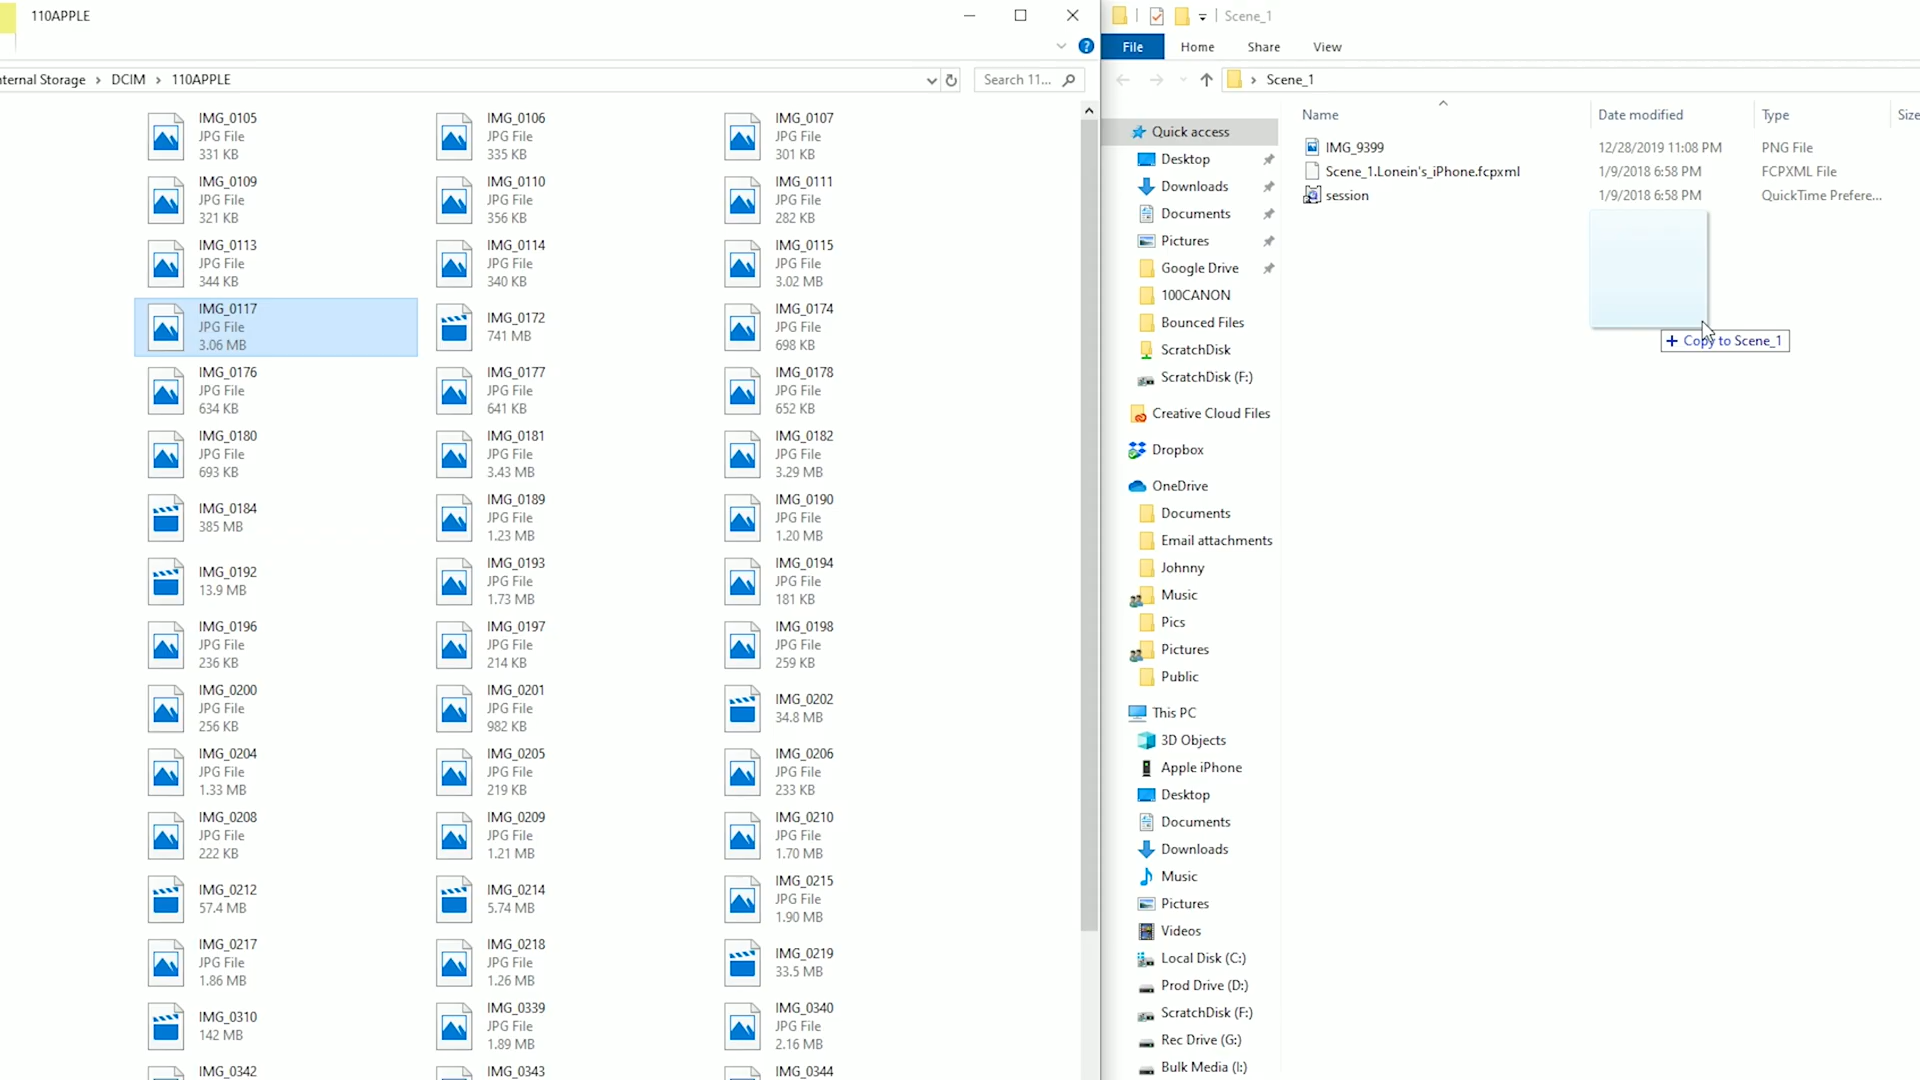 110APPLE
nternal Storage › DCIM › 110APPLE
Search 11...
IMG_0105
JPG File
331 KB
IMG_0106
JPG File
335 KB
IMG_0107
JPG File
301 KB
IMG_0109
JPG File
321 KB
IMG_0110
JPG File
356 KB
IMG_0111
JPG File
282 KB
IMG_0113
JPG File
344 KB
IMG_0114
JPG File
340 KB
IMG_0115
JPG File
3.02 MB
IMG_0117
JPG File
3.06 MB
IMG_0172
741 MB
IMG_0174
JPG File
698 KB
IMG_0176
JPG File
634 KB
IMG_0177
JPG File
641 KB
IMG_0178
JPG File
652 KB
IMG_0180
JPG File
693 KB
IMG_0181
JPG File
3.43 MB
IMG_0182
JPG File
3.29 MB
IMG_0184
385 MB
IMG_0189
JPG File
1.23 MB
IMG_0190
JPG File
1.20 MB
IMG_0192
13.9 MB
IMG_0193
JPG File
1.73 MB
IMG_0194
JPG File
181 KB
IMG_0196
JPG File
236 KB
IMG_0197
JPG File
214 KB
IMG_0198
JPG File
259 KB
IMG_0200
JPG File
256 KB
IMG_0201
JPG File
982 KB
IMG_0202
34.8 MB
IMG_0204
JPG File
1.33 MB
IMG_0205
JPG File
219 KB
IMG_0206
JPG File
233 KB
IMG_0208
JPG File
222 KB
IMG_0209
JPG File
1.21 MB
IMG_0210
JPG File
1.70 MB
IMG_0212
57.4 MB
IMG_0214
5.74 MB
IMG_0215
JPG File
1.90 MB
IMG_0217
JPG File
1.86 MB
IMG_0218
JPG File
1.26 MB
IMG_0219
33.5 MB
IMG_0310
142 MB
IMG_0339
JPG File
1.89 MB
IMG_0340
JPG File
2.16 MB
IMG_0342
IMG_0343
IMG_0344
Scene_1
File Home Share View
› Scene_1
Quick access
Desktop
Downloads
Documents
Pictures
Google Drive
100CANON
Bounced Files
ScratchDisk
ScratchDisk (F:)
Creative Cloud Files
Dropbox
OneDrive
Documents
Email attachments
Johnny
Music
Pics
Pictures
Public
This PC
3D Objects
Apple iPhone
Desktop
Documents
Downloads
Music
Pictures
Videos
Local Disk (C:)
Prod Drive (D:)
ScratchDisk (F:)
Rec Drive (G:)
Bulk Media (I:)
Name Date modified Type Size
IMG_9399 12/28/2019 11:08 PM PNG File
Scene_1.Lonein's_iPhone.fcpxml 1/9/2018 6:58 PM FCPXML File
session 1/9/2018 6:58 PM QuickTime Prefere...
+ Copy to Scene_1